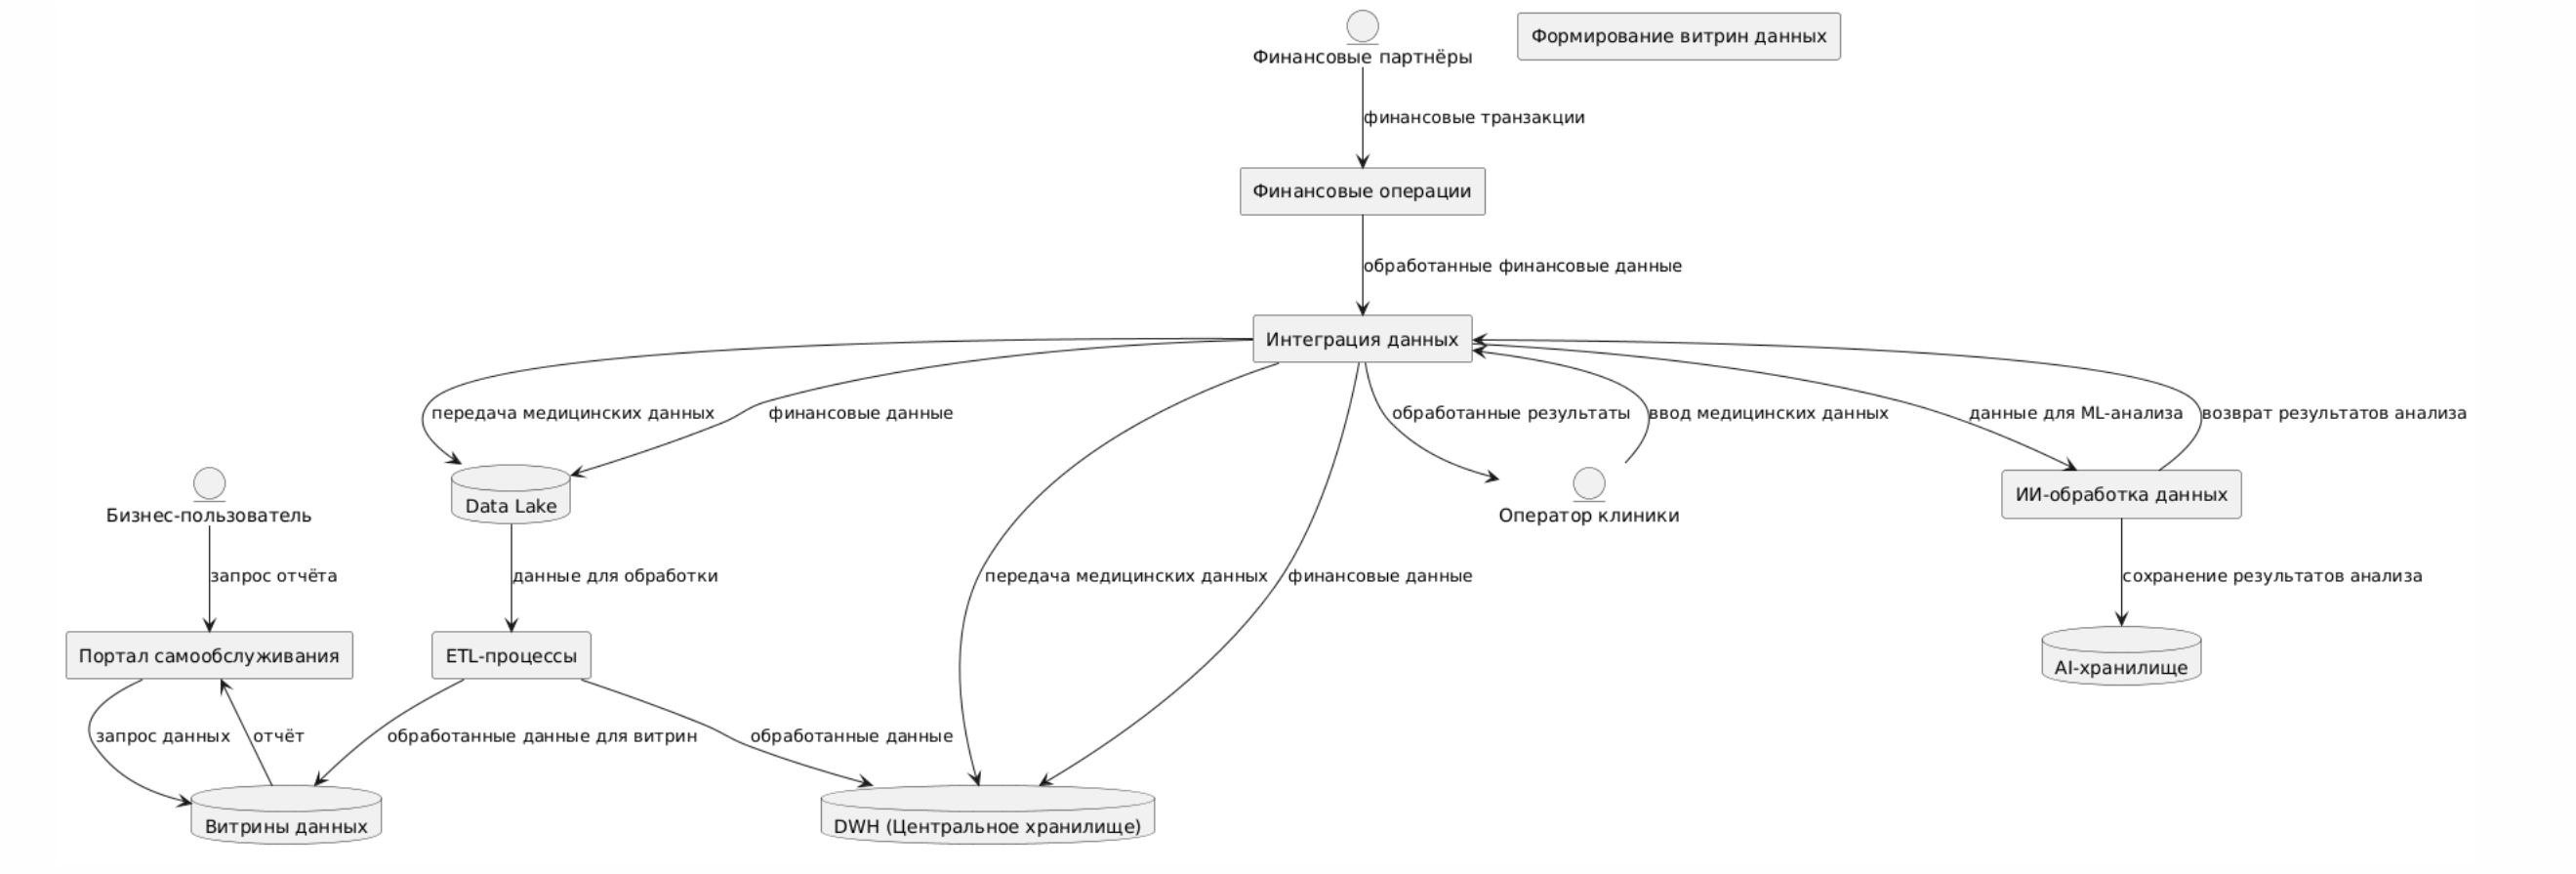 Финансовые партнёры
Формирование витрин данных
финансовые транзакции
Финансовые операции
обработанные финансовые данные
Интеграция данных
передача медицинских данных
финансовые данные
обработанные результаты
ввод медицинских данных
данные для ML-анализа
возврат результатов анализа
Бизнес-пользователь
Data Lake
Оператор клиники
ИИ-обработка данных
запрос отчёта
данные для обработки
передача медицинских данных
финансовые данные
сохранение результатов анализа
Портал самообслуживания
ETL-процессы
AI-хранилище
запрос данных
отчёт
обработанные данные для витрин
обработанные данные
Витрины данных
DWH (Центральное хранилище)